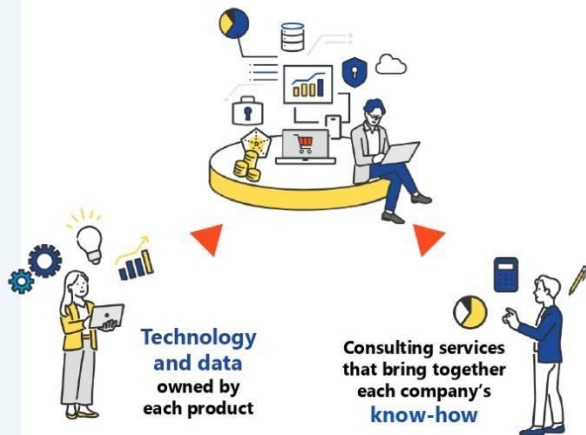 Technology
and data
owned by
each product
Consulting services
that bring together
each company's
know-how